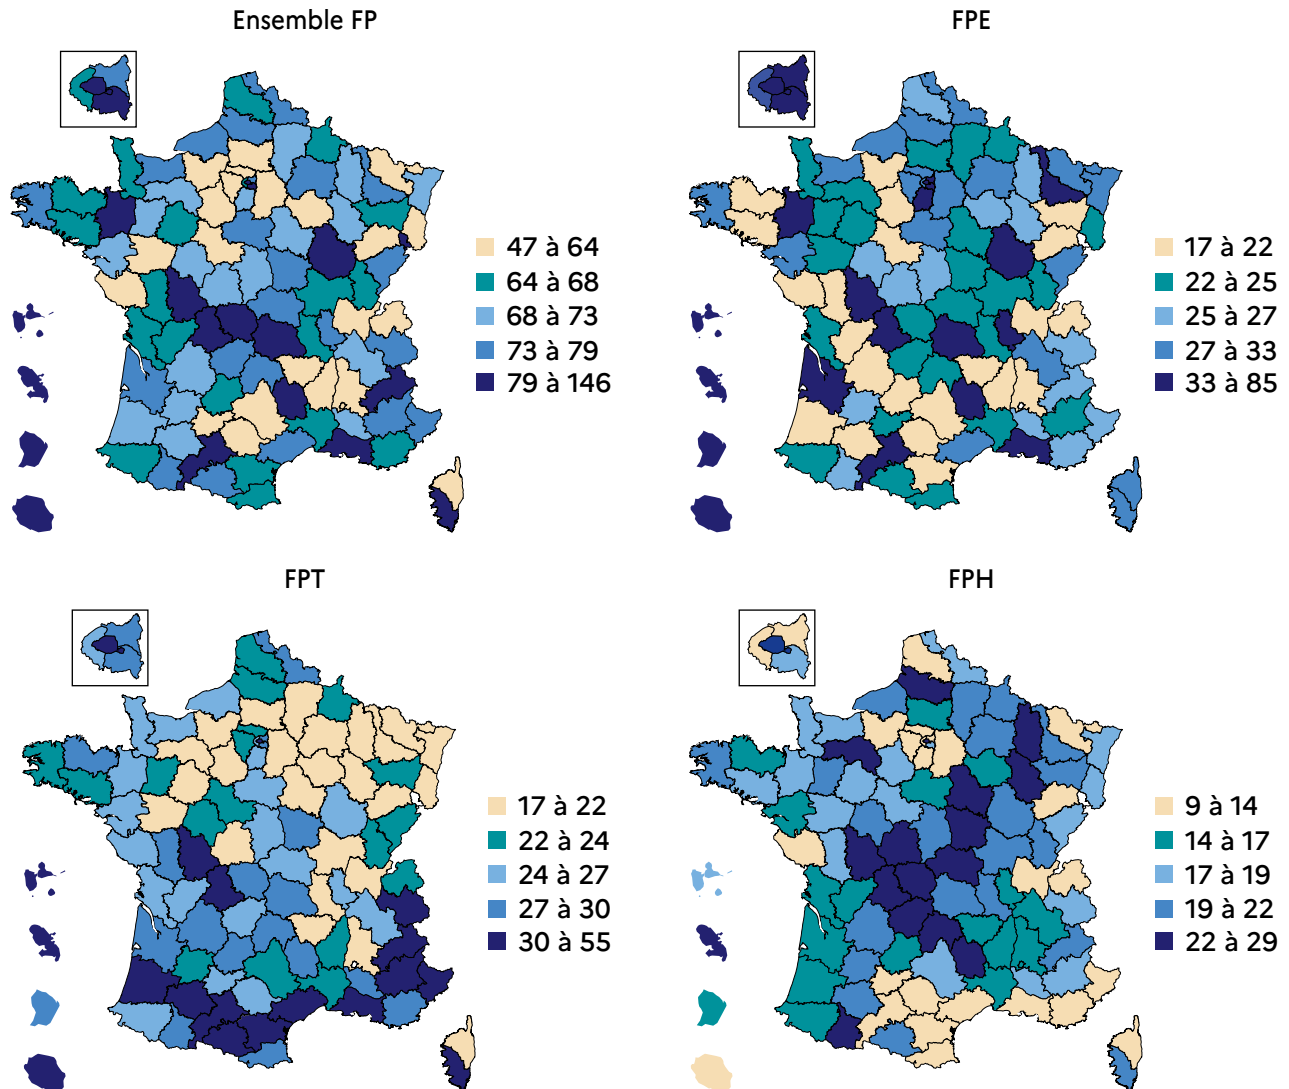 Ensemble FP
FPE
47 à 64
64 à 68
68 à 73
73 à 79
79 à 146
17 à 22
22 à 25
25 à 27
27 à 33
33 à 85
FPT
FPH
17 à 22
22 à 24
24 à 27
27 à 30
30 à 55
9 à 14
14 à 17
17 à 19
19 à 22
22 à 29